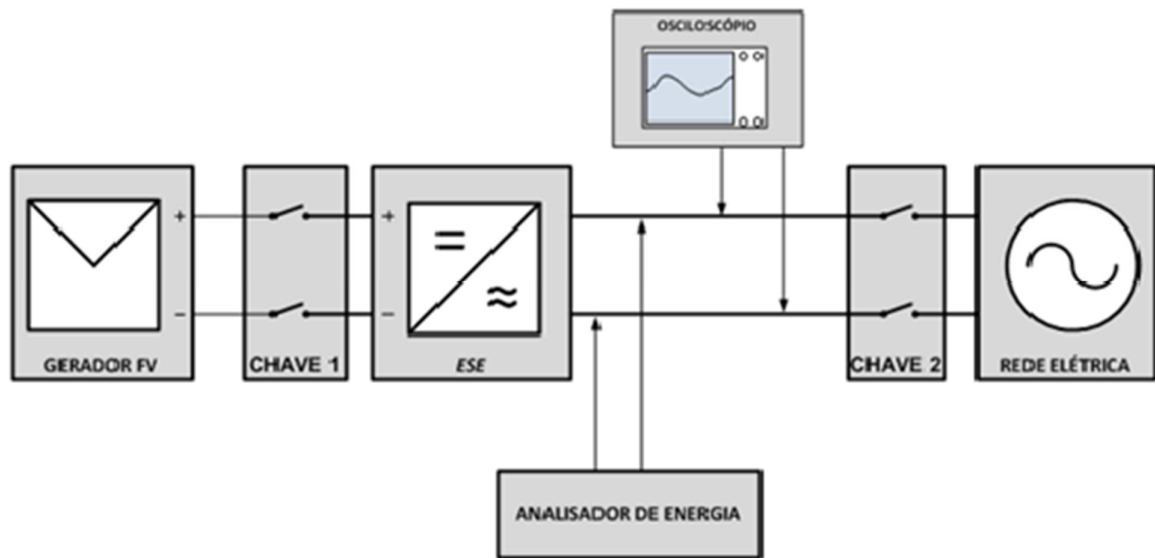 OSCILOSCÓPIO
+
+
−
−
GERADOR FV
CHAVE 1
ESE
CHAVE 2
REDE ELÉTRICA
ANALISADOR DE ENERGIA